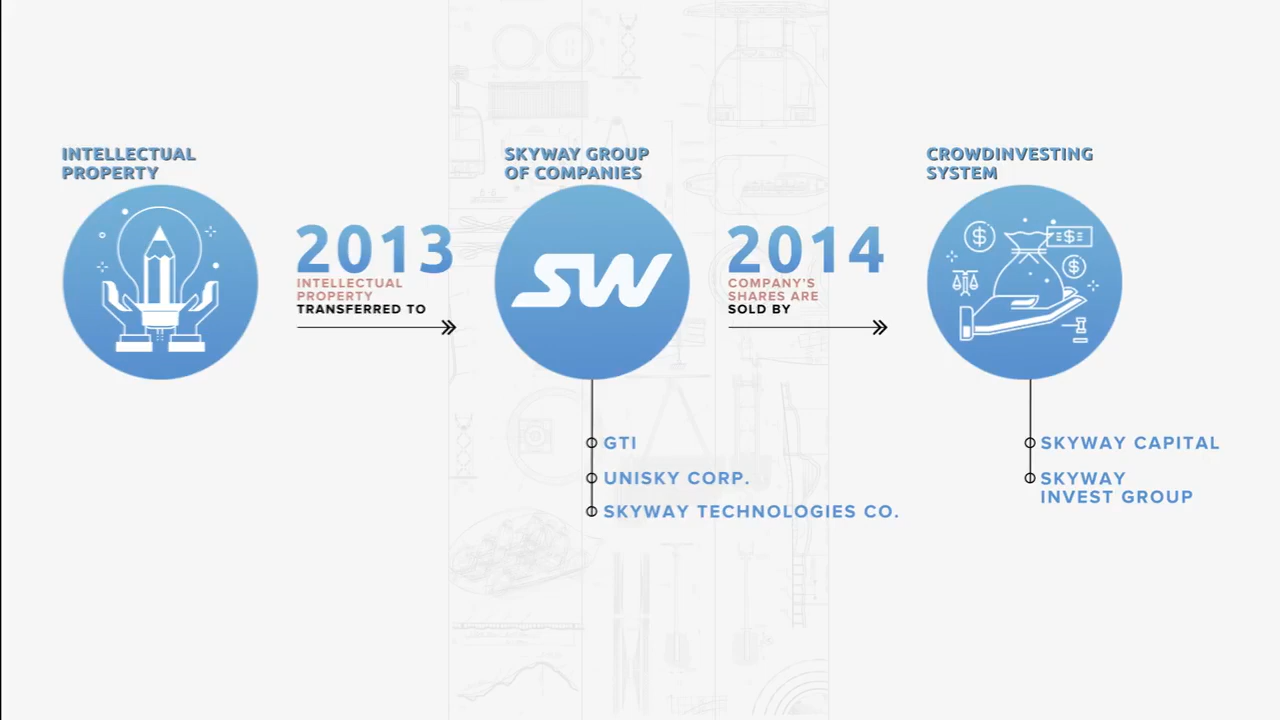 INTELLECTUAL
PROPERTY
2013
INTELLECTUAL
PROPERTY
TRANSFERRED TO
SKYWAY GROUP
OF COMPANIES
SW
GTI
UNISKY CORP.
SKYWAY TECHNOLOGIES CO.
2014
COMPANY'S
SHARES ARE
SOLD BY
CROWDINVESTING
SYSTEM
$
$
$
SKYWAY CAPITAL
SKYWAY
INVEST GROUP